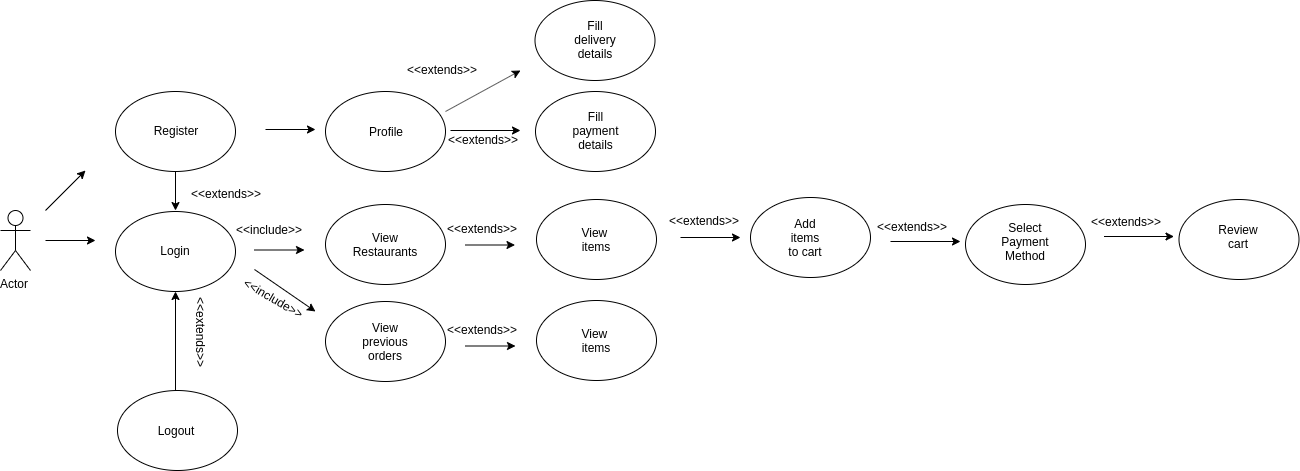 Fill
delivery
details
<<extends>>
Register
Profile
Fill
payment
details
<<extends>>
<<extends>>
Actor
Login
<<include>>
View
Restaurants
<<extends>>
View
items
<<extends>>
Add
items
to cart
<<extends>>
Select
Payment
Method
<<extends>>
Review
cart
<<include>>
<<extends>>
View
previous
orders
<<extends>>
View
items
Logout